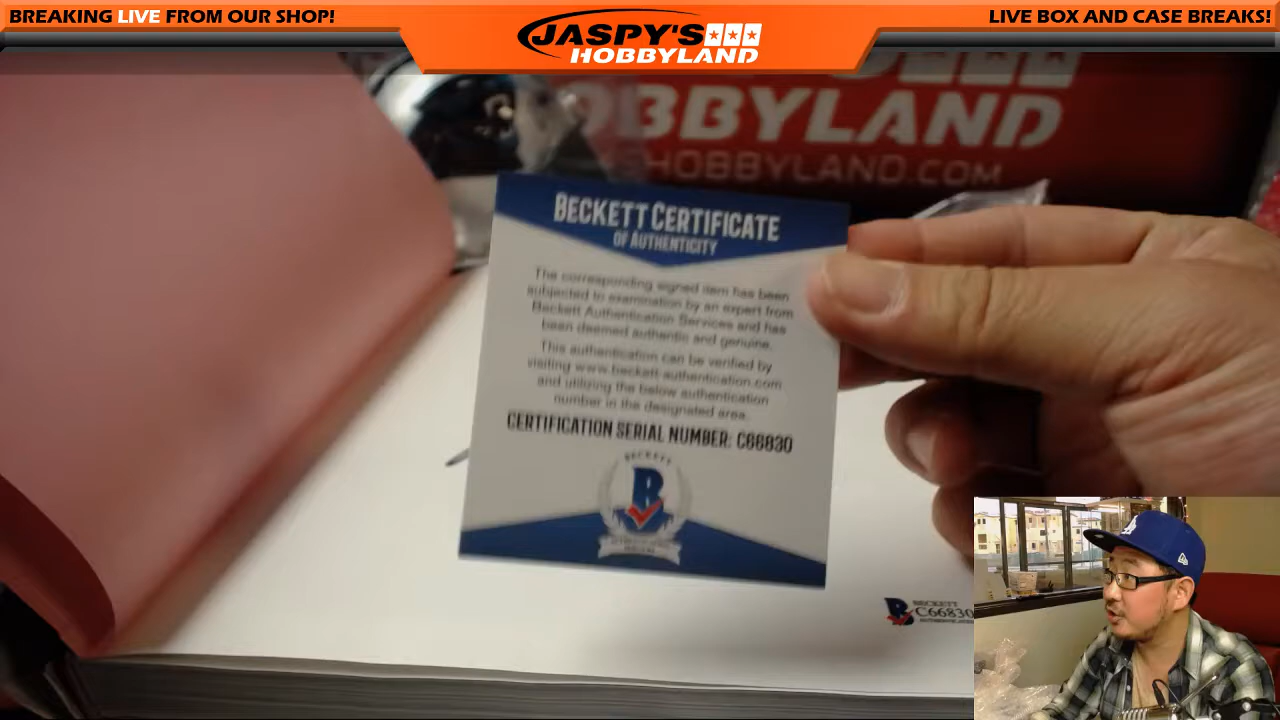 BREAKING LIVE FROM OUR SHOP!
JASPY'S
HOBBYLAND
LIVE BOX AND CASE BREAKS!
HOBBYLAND
HOBBYLAND.COM
BECKETT CERTIFICATE
OF AUTHENTICITY
The corresponding signed item has been
subjected to examination by an expert from
Beckett Authentication Services and has
been deemed authentic and genuine.
This authentication can be verified by
visiting www.beckett-authentication.com
and utilizing the below authentication
number in the designated area.
CERTIFICATION SERIAL NUMBER: C66830
BECKETT
B
BECKETT
C66830
LA